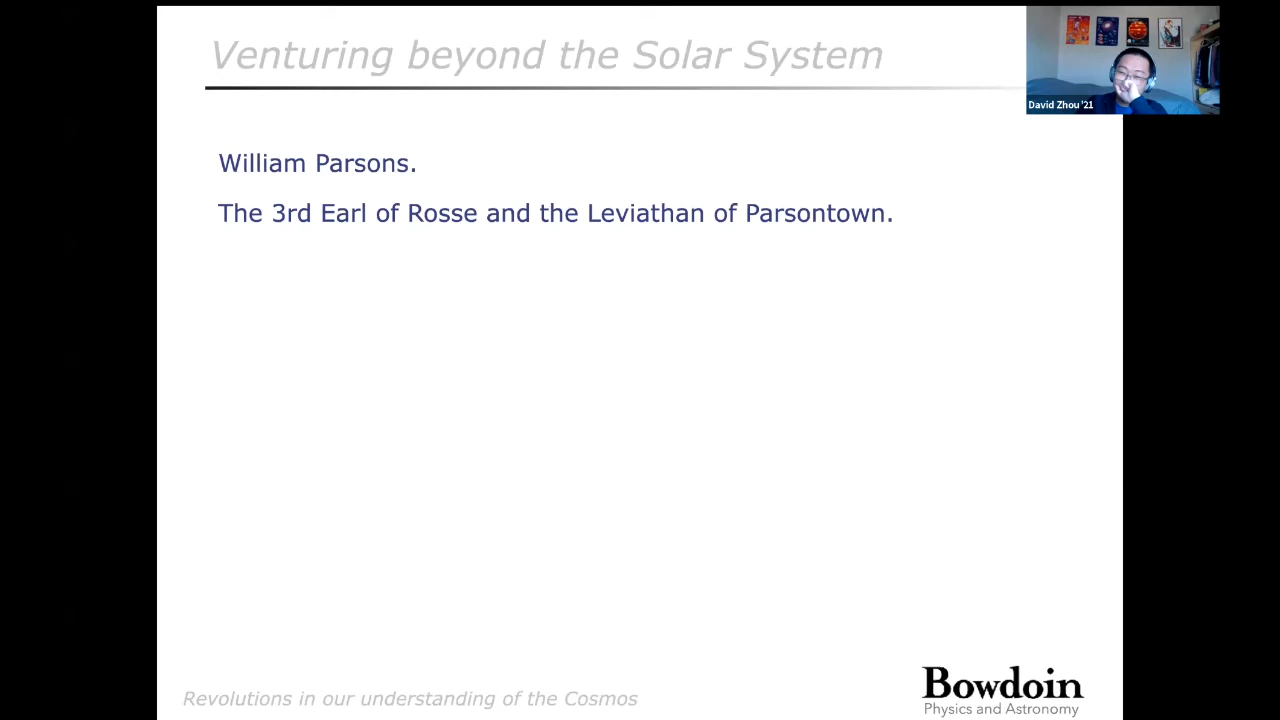 Venturing beyond the Solar System
David Zhou '21
William Parsons.
The 3rd Earl of Rosse and the Leviathan of Parsontown.
Revolutions in our understanding of the Cosmos
Bowdoin
Physics and Astronomy